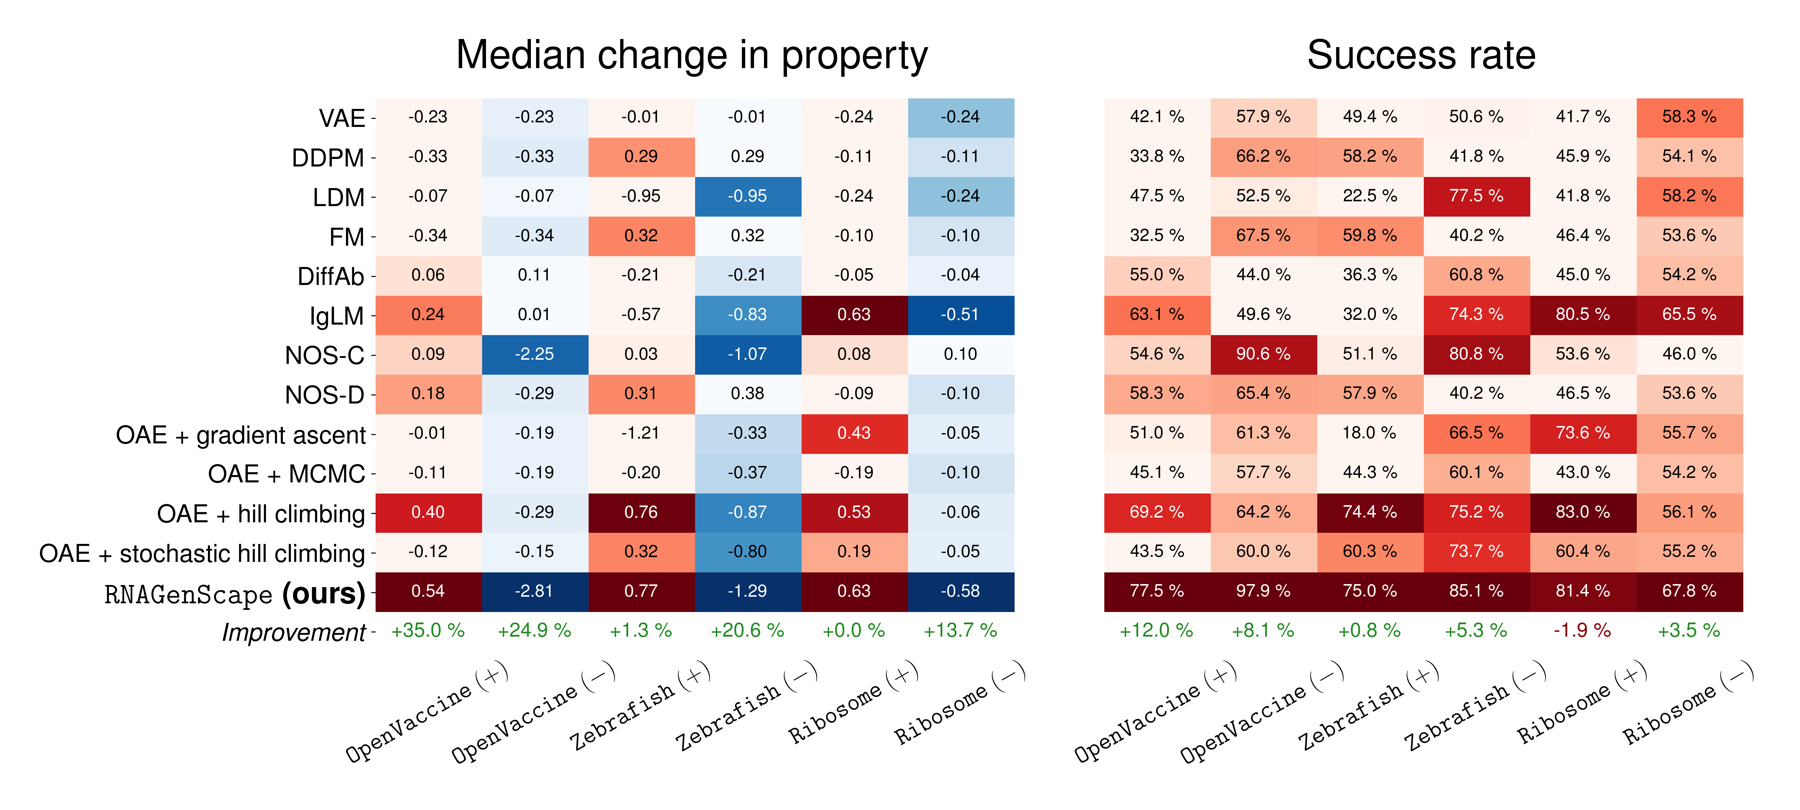 Median change in property Success rate
VAE -0.23 -0.23 -0.01 -0.01 -0.24 -0.24 42.1 % 57.9 % 49.4 % 50.6 % 41.7 % 58.3 %
DDPM -0.33 -0.33 0.29 0.29 -0.11 -0.11 33.8 % 66.2 % 58.2 % 41.8 % 45.9 % 54.1 %
LDM -0.07 -0.07 -0.95 -0.95 -0.24 -0.24 47.5 % 52.5 % 22.5 % 77.5 % 41.8 % 58.2 %
FM -0.34 -0.34 0.32 0.32 -0.10 -0.10 32.5 % 67.5 % 59.8 % 40.2 % 46.4 % 53.6 %
DiffAb 0.06 0.11 -0.21 -0.21 -0.05 -0.04 55.0 % 44.0 % 36.3 % 60.8 % 45.0 % 54.2 %
IgLM 0.24 0.01 -0.57 -0.83 0.63 -0.51 63.1 % 49.6 % 32.0 % 74.3 % 80.5 % 65.5 %
NOS-C 0.09 -2.25 0.03 -1.07 0.08 0.10 54.6 % 90.6 % 51.1 % 80.8 % 53.6 % 46.0 %
NOS-D 0.18 -0.29 0.31 0.38 -0.09 -0.10 58.3 % 65.4 % 57.9 % 40.2 % 46.5 % 53.6 %
OAE + gradient ascent -0.01 -0.19 -1.21 -0.33 0.43 -0.05 51.0 % 61.3 % 18.0 % 66.5 % 73.6 % 55.7 %
OAE + MCMC -0.11 -0.19 -0.20 -0.37 -0.19 -0.10 45.1 % 57.7 % 44.3 % 60.1 % 43.0 % 54.2 %
OAE + hill climbing 0.40 -0.29 0.76 -0.87 0.53 -0.06 69.2 % 64.2 % 74.4 % 75.2 % 83.0 % 56.1 %
OAE + stochastic hill climbing -0.12 -0.15 0.32 -0.80 0.19 -0.05 43.5 % 60.0 % 60.3 % 73.7 % 60.4 % 55.2 %
RNAGenScape (ours) 0.54 -2.81 0.77 -1.29 0.63 -0.58 77.5 % 97.9 % 75.0 % 85.1 % 81.4 % 67.8 %
Improvement +35.0 % +24.9 % +1.3 % +20.6 % +0.0 % +13.7 % +12.0 % +8.1 % +0.8 % +5.3 % -1.9 % +3.5 %
OpenVaccine (+) OpenVaccine (−) Zebrafish (+) Zebrafish (−) Ribosome (+) Ribosome (−) OpenVaccine (+) OpenVaccine (−) Zebrafish (+) Zebrafish (−) Ribosome (+) Ribosome (−)